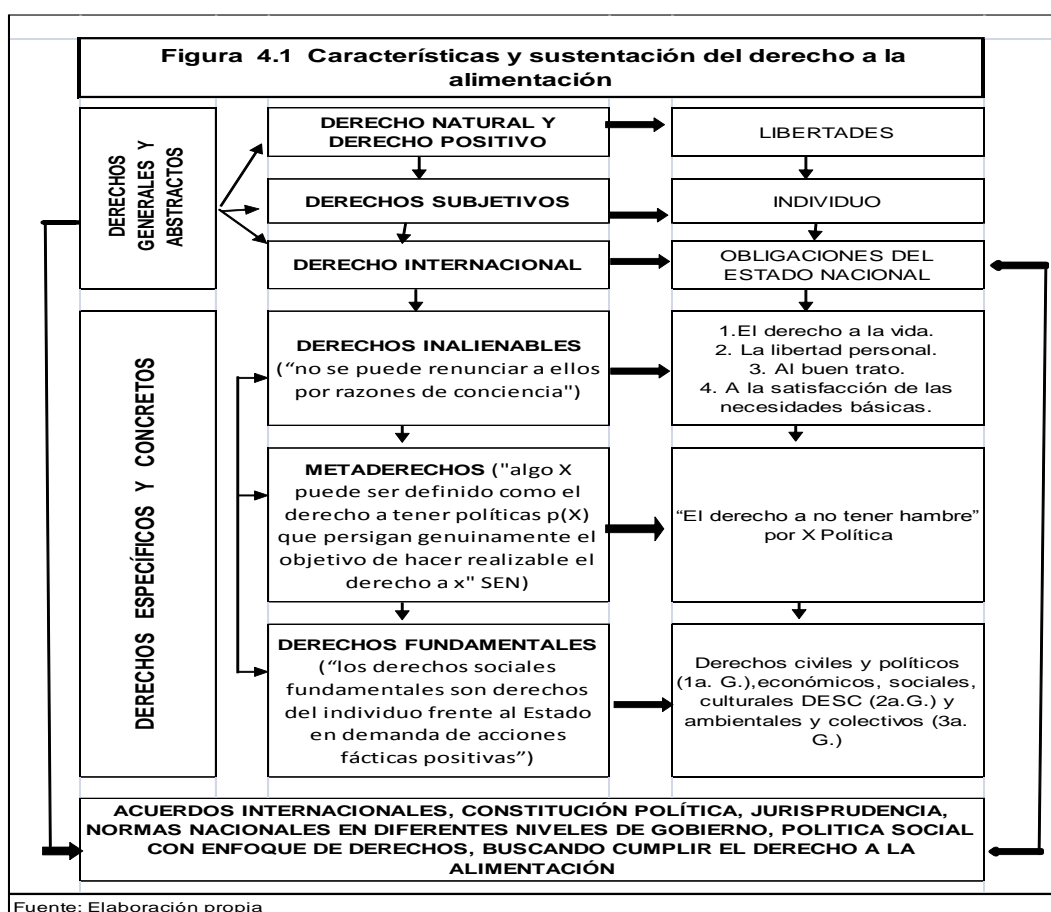 Figura 4.1 Características y sustentación del derecho a la
alimentación
DERECHOS
GENERALES Y
ABSTRACTOS
DERECHO NATURAL Y
DERECHO POSITIVO
LIBERTADES
DERECHOS SUBJETIVOS
INDIVIDUO
DERECHO INTERNACIONAL
OBLIGACIONES DEL
ESTADO NACIONAL
DERECHOS ESPECÍFICOS Y CONCRETOS
DERECHOS INALIENABLES
(“no se puede renunciar a ellos
por razones de conciencia")
1.El derecho a la vida.
2. La libertad personal.
3. Al buen trato.
4. A la satisfacción de las
necesidades básicas.
METADERECHOS ("algo X
puede ser definido como el
derecho a tener políticas p(X)
que persigan genuinamente el
objetivo de hacer realizable el
derecho a x" SEN)
“El derecho a no tener hambre”
por X Política
DERECHOS FUNDAMENTALES
(“los derechos sociales
fundamentales son derechos
del individuo frente al Estado
en demanda de acciones
fácticas positivas”)
Derechos civiles y políticos
(1a. G.),económicos, sociales,
culturales DESC (2a.G.) y
ambientales y colectivos (3a.
G.)
ACUERDOS INTERNACIONALES, CONSTITUCIÓN POLÍTICA, JURISPRUDENCIA,
NORMAS NACIONALES EN DIFERENTES NIVELES DE GOBIERNO, POLITICA SOCIAL
CON ENFOQUE DE DERECHOS, BUSCANDO CUMPLIR EL DERECHO A LA
ALIMENTACIÓN
Fuente: Elaboración propia